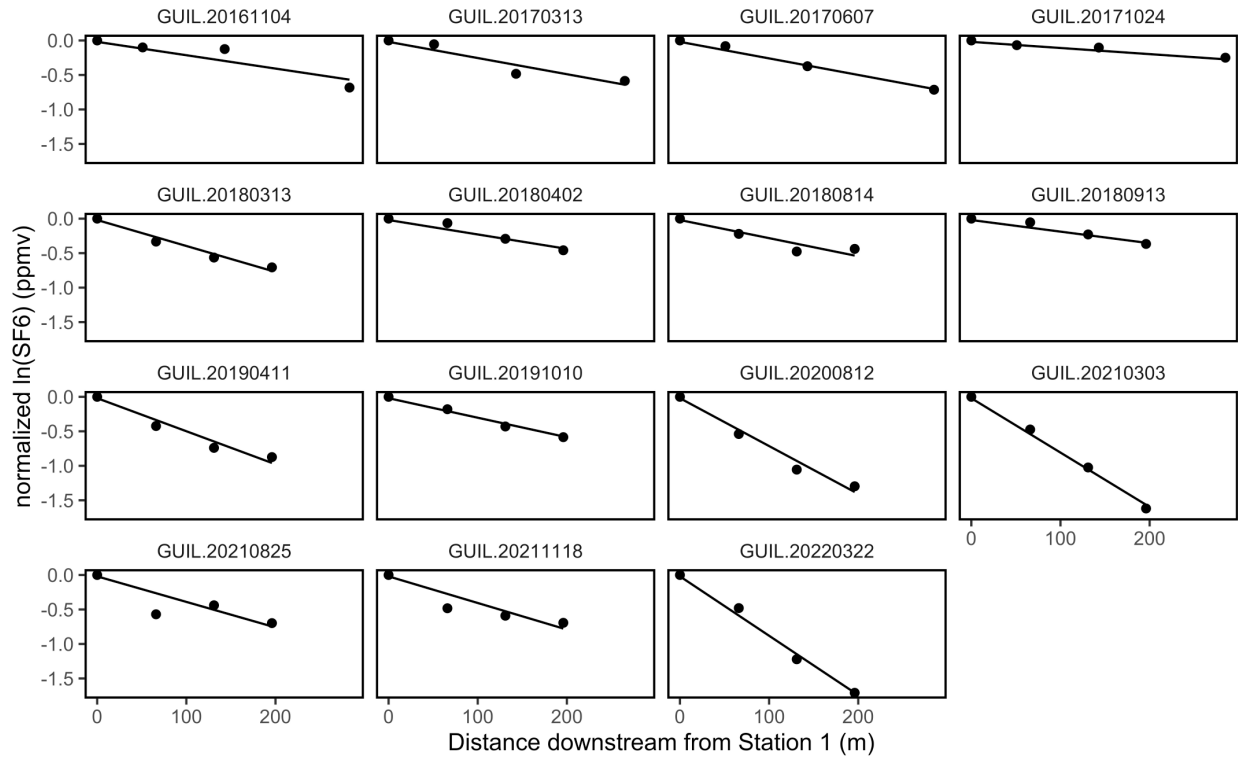 GUIL.20161104 GUIL.20170313 GUIL.20170607 GUIL.20171024
0.0
-0.5
-1.0
-1.5
GUIL.20180313 GUIL.20180402 GUIL.20180814 GUIL.20180913
0.0
-0.5
-1.0
-1.5
normalized ln(SF6) (ppmv)
GUIL.20190411 GUIL.20191010 GUIL.20200812 GUIL.20210303
0.0
-0.5
-1.0
-1.5
0 100 200
GUIL.20210825 GUIL.20211118 GUIL.20220322
0.0
-0.5
-1.0
-1.5
0 100 200 0 100 200 0 100 200
Distance downstream from Station 1 (m)